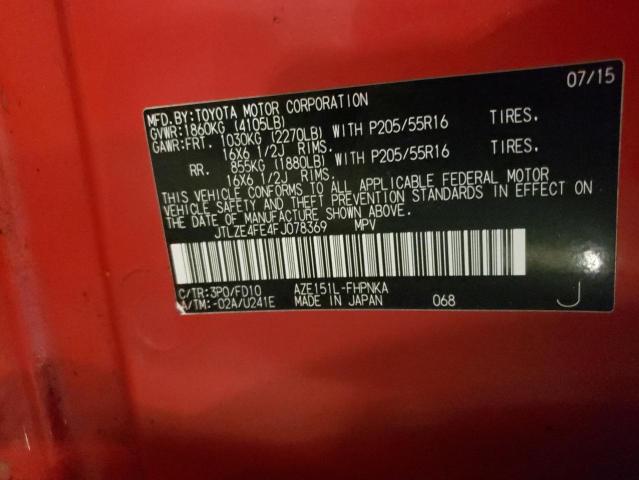 07/15
MFD.BY:TOYOTA MOTOR CORPORATION
GVWR:1860KG (4105LB)
GAWR:FRT. 1030KG (2270LB) WITH P205/55R16 TIRES,
16X6 1/2J RIMS.
RR. 855KG (1880LB) WITH P205/55R16 TIRES,
16X6 1/2J RIMS.
THIS VEHICLE CONFORMS TO ALL APPLICABLE FEDERAL MOTOR
VEHICLE SAFETY AND THEFT PREVENTION STANDARDS IN EFFECT ON
THE DATE OF MANUFACTURE SHOWN ABOVE.
JTLZE4FE4FJ078369 MPV
C/TR:3P0/FD10 AZE151L-FHPNKA
A/TM:-02A/U241E MADE IN JAPAN 068 J